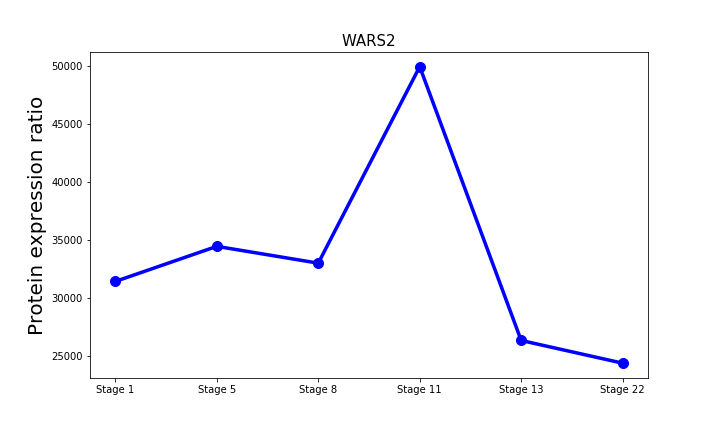 WARS2
Protein expression ratio
50000
45000
40000
35000
30000
25000
Stage 1 Stage 5 Stage 8 Stage 11 Stage 13 Stage 22